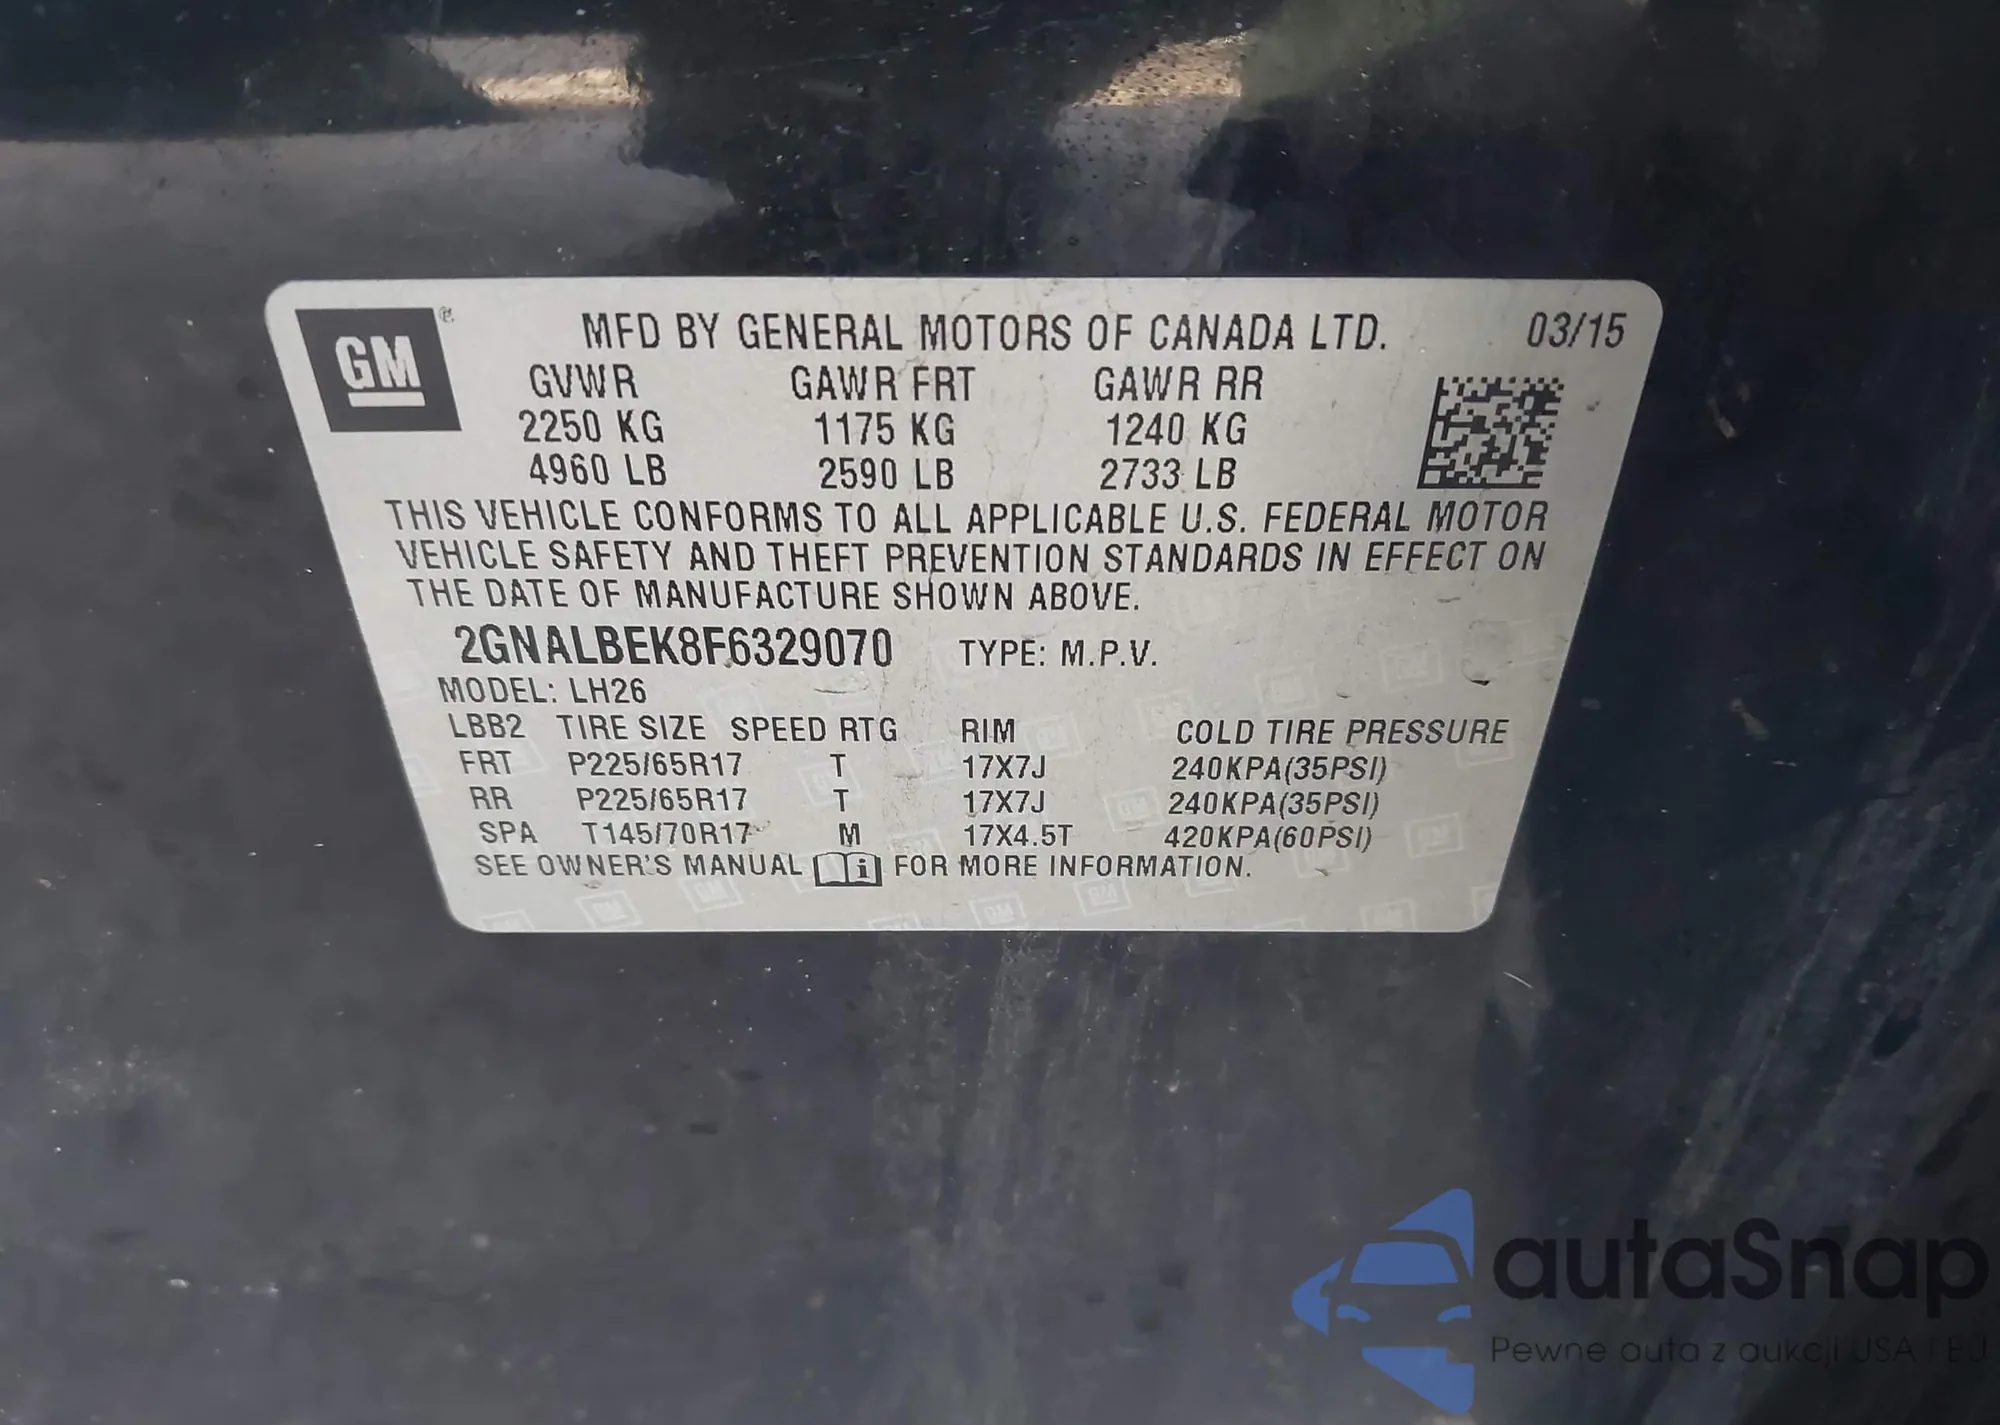 GM ®
MFD BY GENERAL MOTORS OF CANADA LTD. 03/15
GVWR GAWR FRT GAWR RR
2250 KG 1175 KG 1240 KG
4960 LB 2590 LB 2733 LB
THIS VEHICLE CONFORMS TO ALL APPLICABLE U.S. FEDERAL MOTOR
VEHICLE SAFETY AND THEFT PREVENTION STANDARDS IN EFFECT ON
THE DATE OF MANUFACTURE SHOWN ABOVE.
2GNALBEK8F6329070 TYPE: M.P.V.
MODEL: LH26
LBB2 TIRE SIZE SPEED RTG RIM COLD TIRE PRESSURE
FRT P225/65R17 T 17X7J 240KPA(35PSI)
RR P225/65R17 T 17X7J 240KPA(35PSI)
SPA T145/70R17 M 17X4.5T 420KPA(60PSI)
SEE OWNER'S MANUAL i FOR MORE INFORMATION.
autaSnap
Pewne auta z aukcji USA i EU